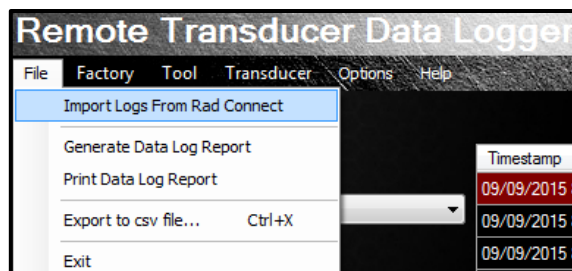 Remote Transducer Data Logger
File Factory Tool Transducer Options Help
Import Logs From Rad Connect
Generate Data Log Report
Print Data Log Report
Export to csv file... Ctrl+X
Exit
Timestamp
09/09/2015
09/09/2015
09/09/2015